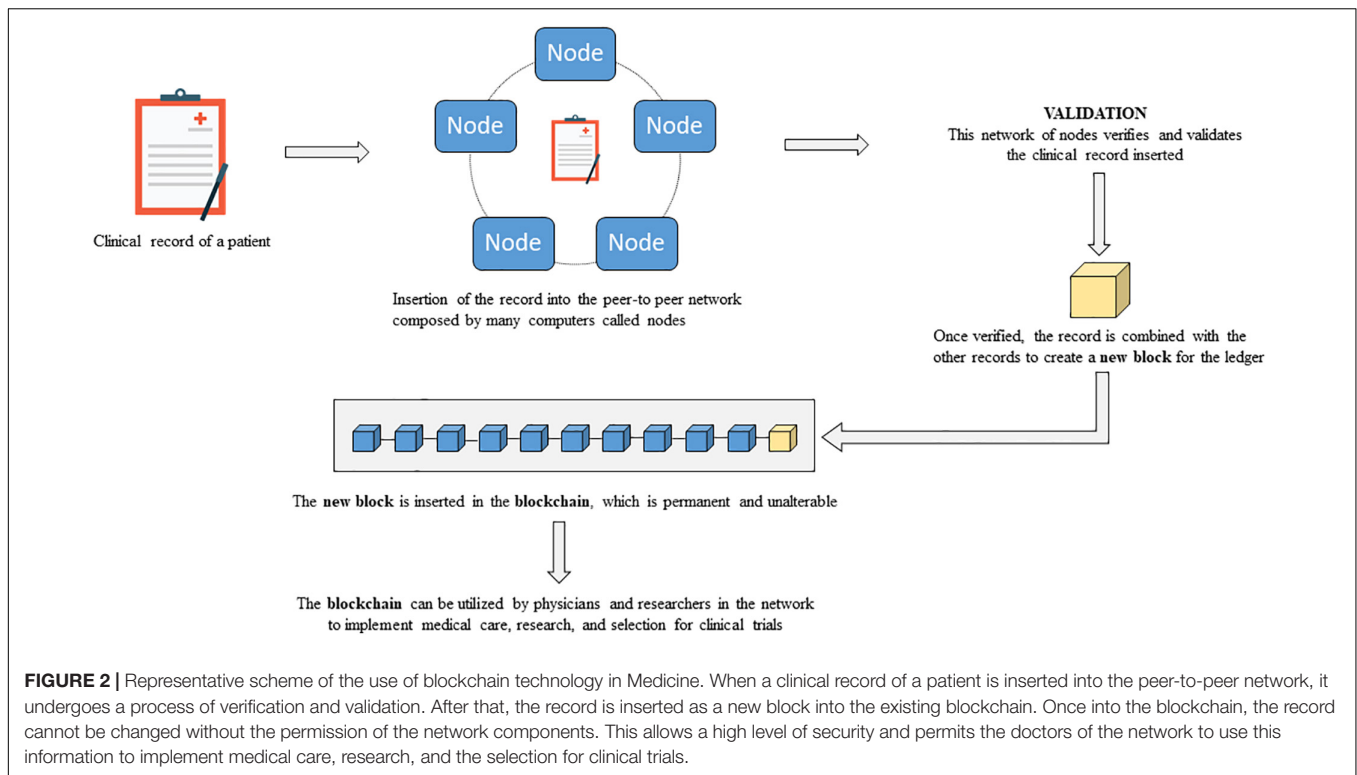 Node
Node
Node
Node
Node
Clinical record of a patient
Insertion of the record into the peer-to peer network
composed by many computers called nodes
VALIDATION
This network of nodes verifies and validates
the clinical record inserted
Once verified, the record is combined with the
other records to create a new block for the ledger
The new block is inserted in the blockchain, which is permanent and unalterable
The blockchain can be utilized by physicians and researchers in the network
to implement medical care, research, and selection for clinical trials
FIGURE 2 | Representative scheme of the use of blockchain technology in Medicine. When a clinical record of a patient is inserted into the peer-to-peer network, it
undergoes a process of verification and validation. After that, the record is inserted as a new block into the existing blockchain. Once into the blockchain, the record
cannot be changed without the permission of the network components. This allows a high level of security and permits the doctors of the network to use this
information to implement medical care, research, and the selection for clinical trials.